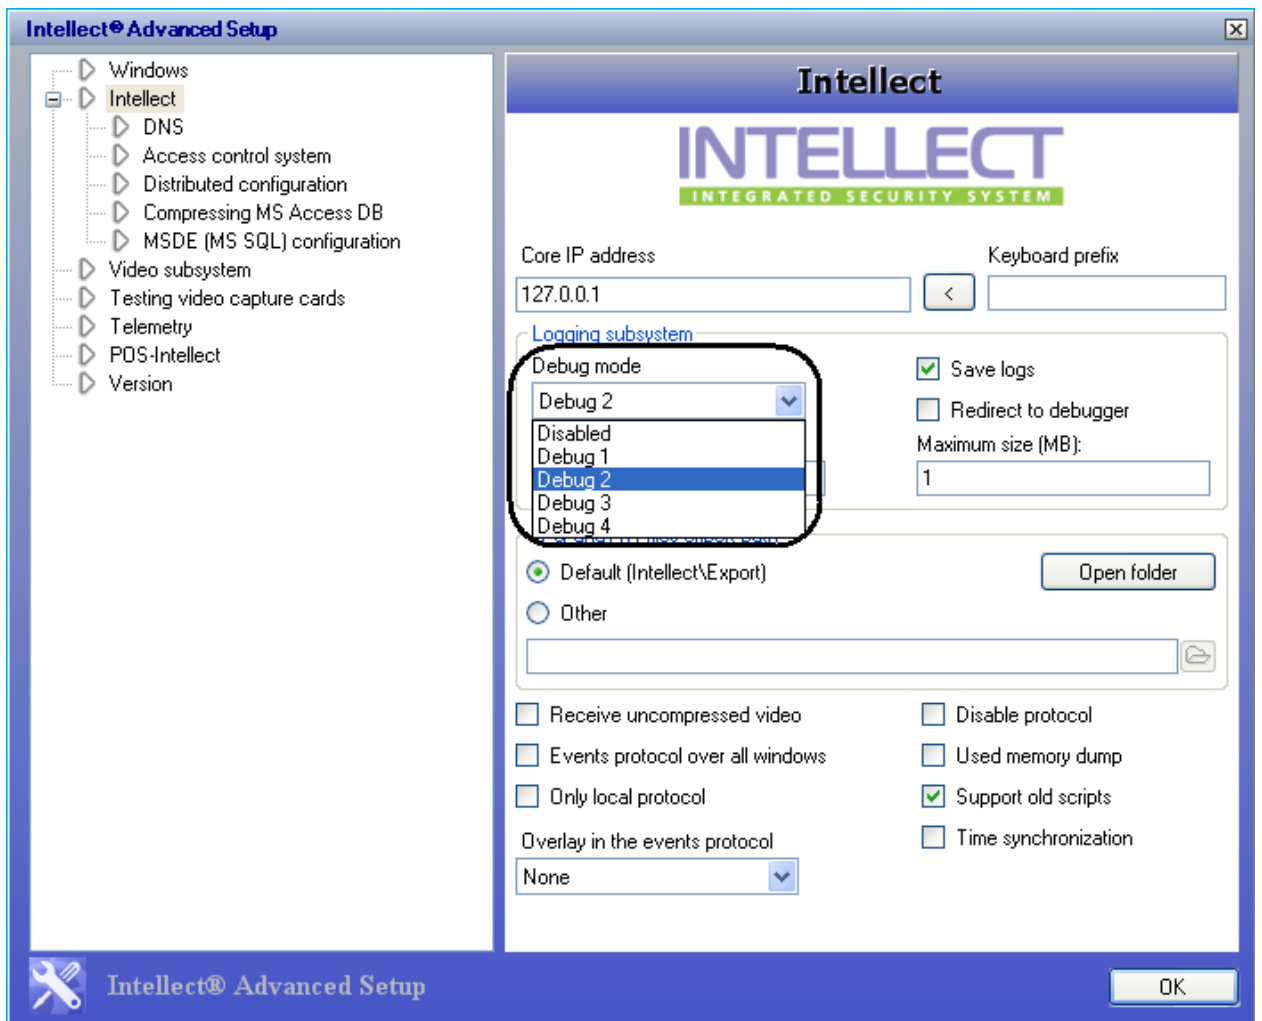 Intellect® Advanced Setup
Windows
Intellect
DNS
Access control system
Distributed configuration
Compressing MS Access DB
MSDE (MS SQL) configuration
Video subsystem
Testing video capture cards
Telemetry
POS-Intellect
Version
Intellect
INTELLECT
INTEGRATED SECURITY SYSTEM
Core IP address
Keyboard prefix
127.0.0.1
<
Logging subsystem
Debug mode
Save logs
Debug 2
Redirect to debugger
Disabled
Debug 1
Debug 2
Debug 3
Debug 4
Maximum size (MB):
1
Default (Intellect\Export)
Open folder
Other
Receive uncompressed video
Disable protocol
Events protocol over all windows
Used memory dump
Only local protocol
Support old scripts
Overlay in the events protocol
Time synchronization
None
Intellect® Advanced Setup
OK